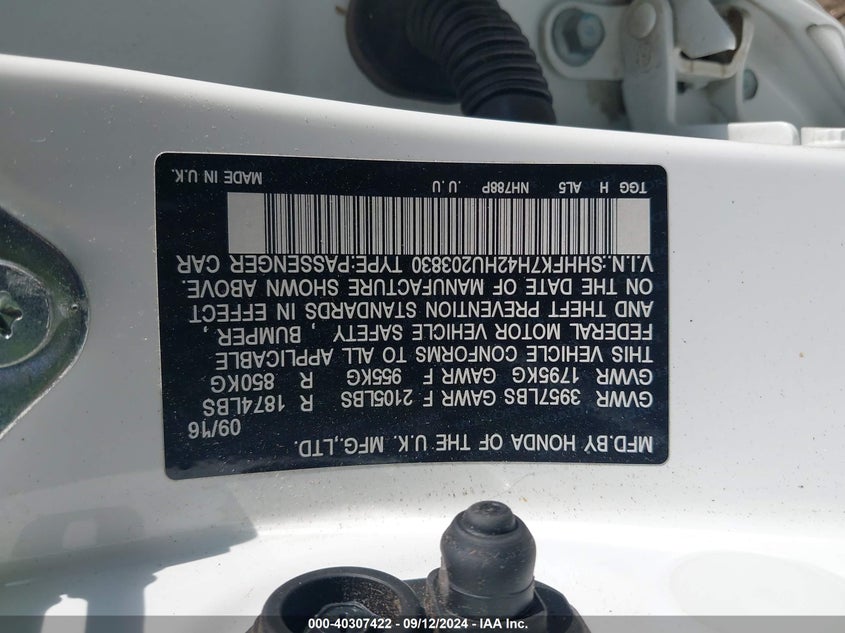 MFD.BY HONDA OF THE U.K. MFG.,LTD.
09/16
GVWR 3957LBS GAWR F 2105LBS R 1874LBS
GVWR 1795KG GAWR F 955KG R 850KG
THIS VEHICLE CONFORMS TO ALL APPLICABLE
FEDERAL MOTOR VEHICLE SAFETY , BUMPER ,
AND THEFT PREVENTION STANDARDS IN EFFECT
ON THE DATE OF MANUFACTURE SHOWN ABOVE.
V.I.N.:SHHFK7H42HU203830 TYPE:PASSENGER CAR
TGG H AL5 NH788P .U.U MADE IN U.K.
000-40307422 - 09/12/2024 - IAA Inc.